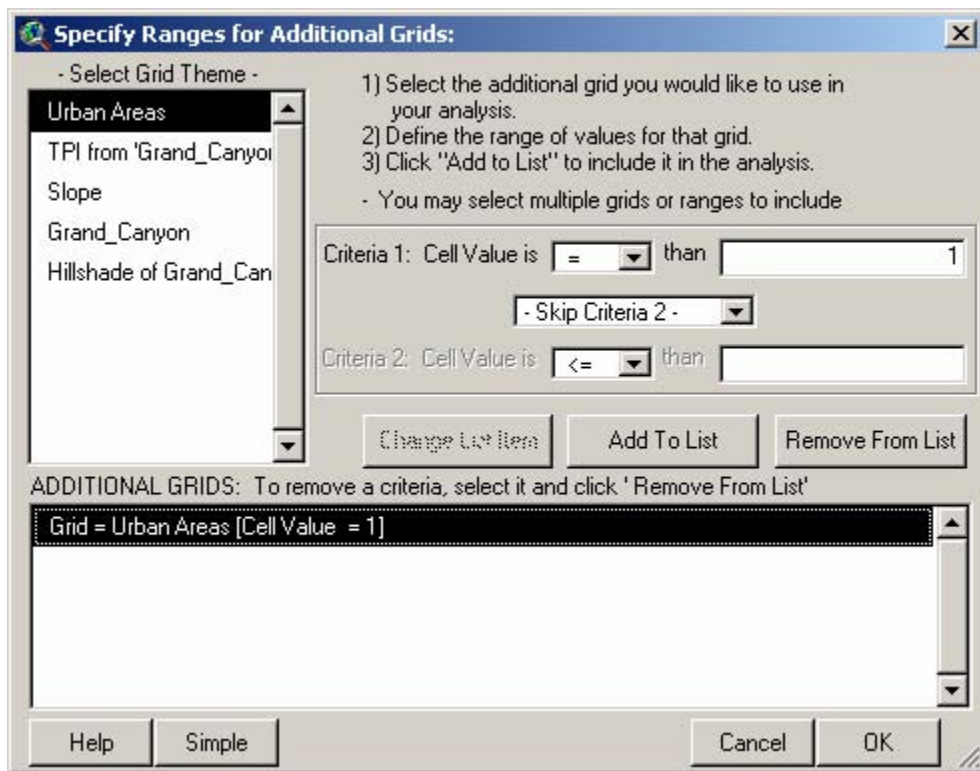 Specify Ranges for Additional Grids:
- Select Grid Theme -
Urban Areas
TPI from 'Grand_Canyon
Slope
Grand_Canyon
Hillshade of Grand_Can
1) Select the additional grid you would like to use in
your analysis.
2) Define the range of values for that grid.
3) Click "Add to List" to include it in the analysis.
- You may select multiple grids or ranges to include
Criteria 1: Cell Value is = than 1
- Skip Criteria 2 -
Criteria 2: Cell Value is <= than
Change List Item Add To List Remove From List
ADDITIONAL GRIDS: To remove a criteria, select it and click ' Remove From List'
Grid = Urban Areas [Cell Value = 1]
Help Simple Cancel OK